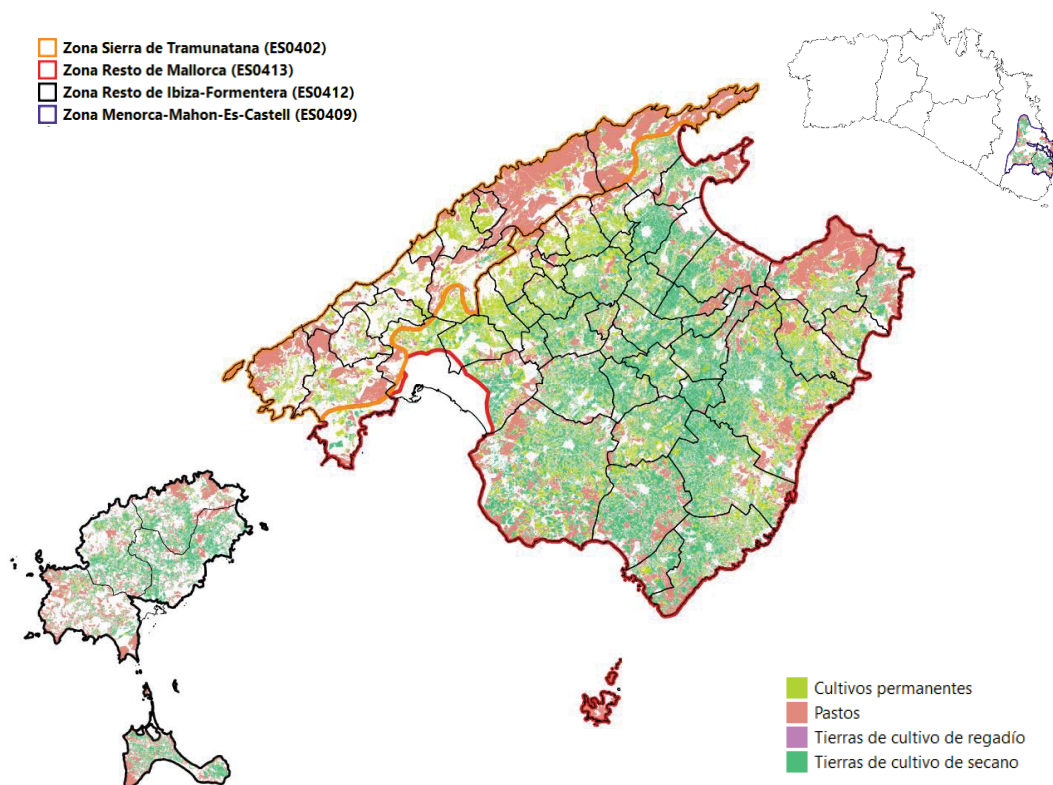 Zona Sierra de Tramunatana (ES0402)
Zona Resto de Mallorca (ES0413)
Zona Resto de Ibiza-Formentera (ES0412)
Zona Menorca-Mahon-Es-Castell (ES0409)
Cultivos permanentes
Pastos
Tierras de cultivo de regadío
Tierras de cultivo de secano